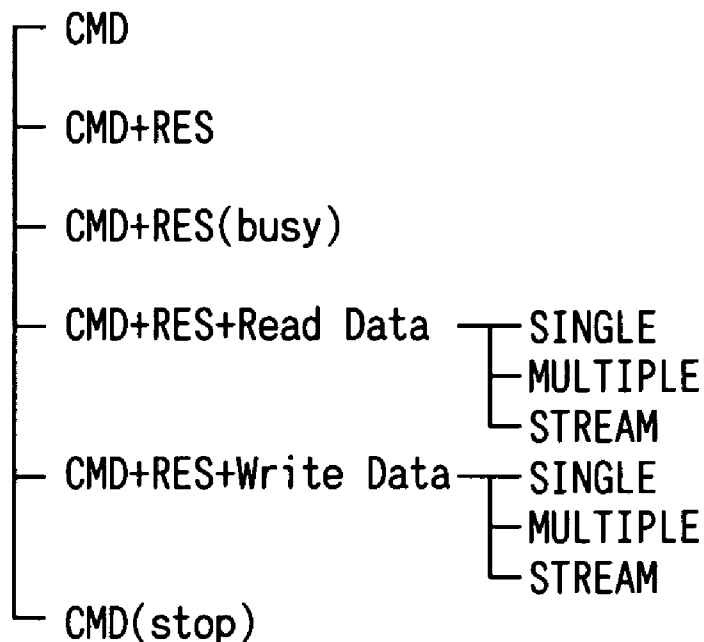 CMD
CMD+RES
CMD+RES(busy)
CMD+RES+Read Data SINGLE
MULTIPLE
STREAM
CMD+RES+Write Data SINGLE
MULTIPLE
STREAM
CMD(stop)